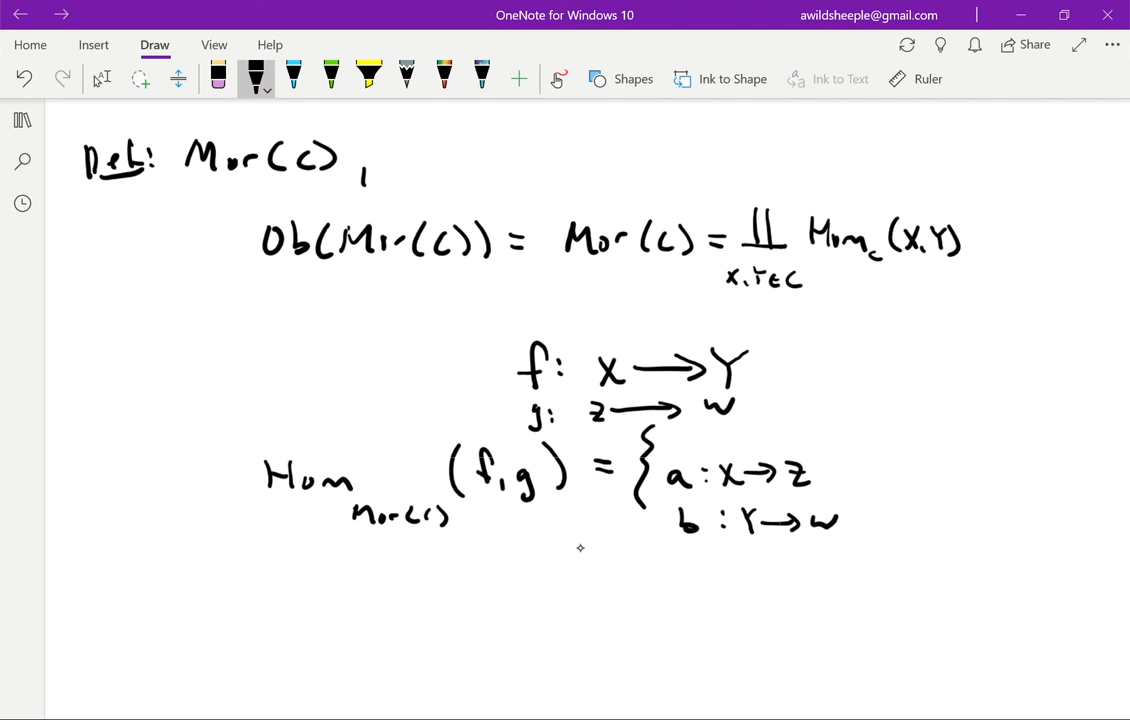 OneNote for Windows 10
awildsheeple@gmail.com
Home Insert Draw View Help
Share
Shapes Ink to Shape Ink to Text Ruler
Def: Mor(C),
Ob(Mor(C)) = Mor(C) = ∐ Hom_C(X,Y)
X,Y∈C
f: X → Y
g: Z → W
Hom_Mor(C) (f,g) = { a : X → Z
b : Y → W